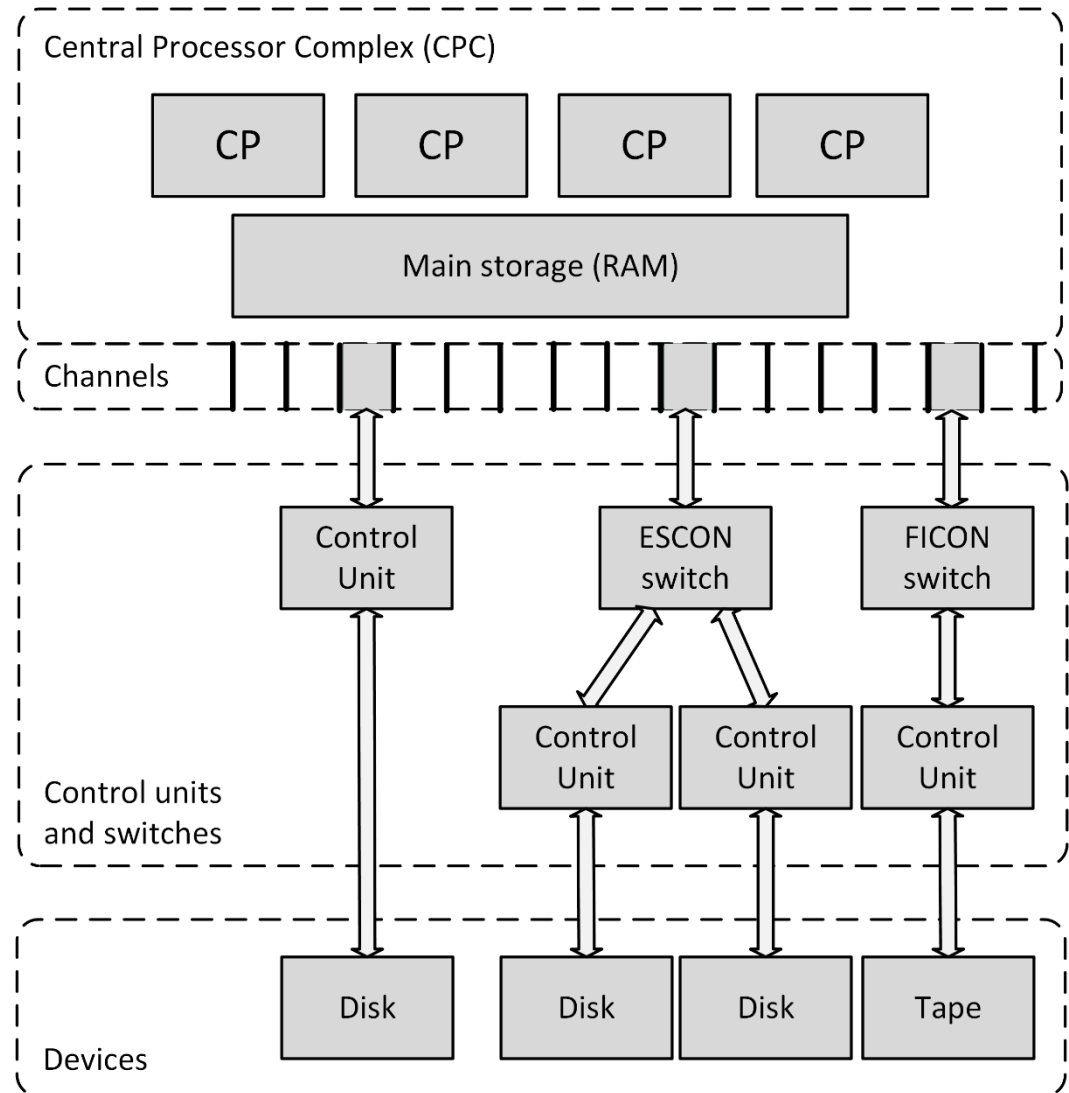 Central Processor Complex (CPC)
CP
CP
CP
CP
Main storage (RAM)
Channels
Control
Unit
ESCON
switch
FICON
switch
Control
Unit
Control
Unit
Control
Unit
Control units
and switches
Disk
Disk
Disk
Tape
Devices